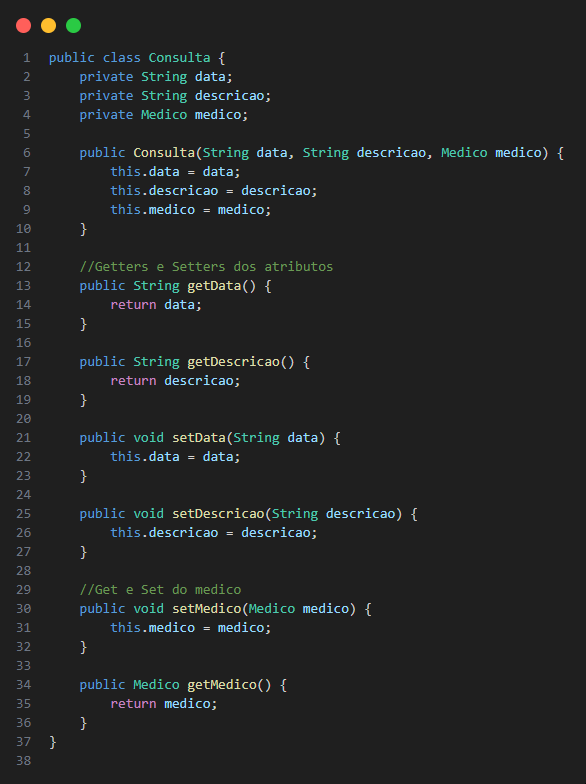 1 public class Consulta {
2     private String data;
3     private String descricao;
4     private Medico medico;
5
6     public Consulta(String data, String descricao, Medico medico) {
7         this.data = data;
8         this.descricao = descricao;
9         this.medico = medico;
10     }
11
12     //Getters e Setters dos atributos
13     public String getData() {
14         return data;
15     }
16
17     public String getDescricao() {
18         return descricao;
19     }
20
21     public void setData(String data) {
22         this.data = data;
23     }
24
25     public void setDescricao(String descricao) {
26         this.descricao = descricao;
27     }
28
29     //Get e Set do medico
30     public void setMedico(Medico medico) {
31         this.medico = medico;
32     }
33
34     public Medico getMedico() {
35         return medico;
36     }
37 }
38